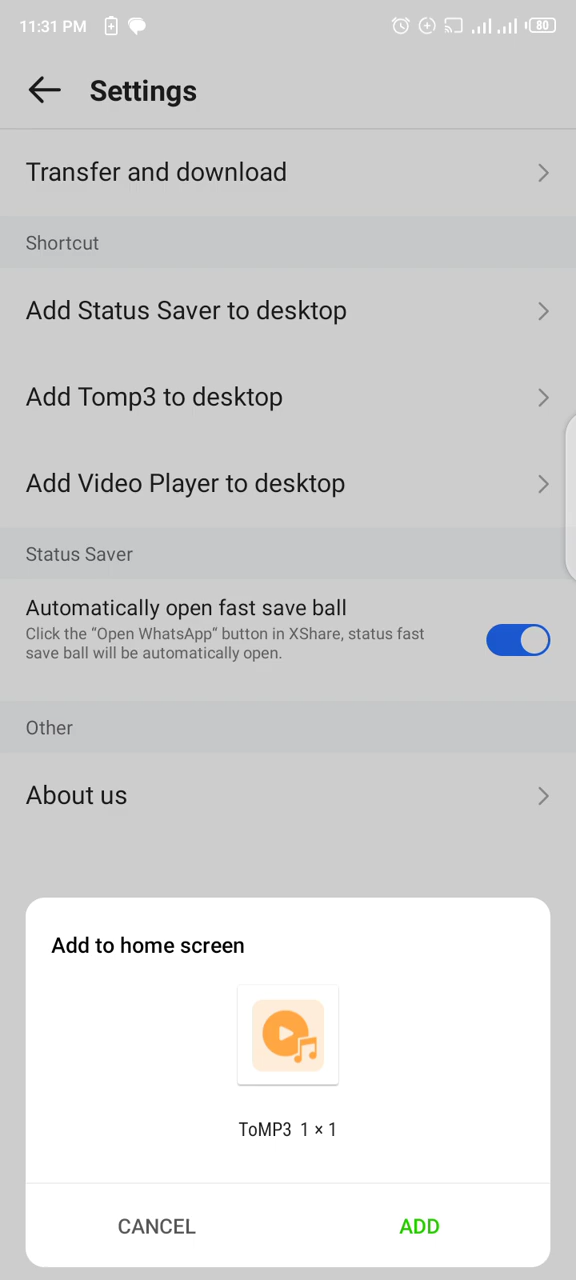 11:31 PM
80
Settings
Transfer and download
Shortcut
Add Status Saver to desktop
Add Tomp3 to desktop
Add Video Player to desktop
Status Saver
Automatically open fast save ball
Click the “Open WhatsApp“ button in XShare, status fast
save ball will be automatically open.
Other
About us
Add to home screen
ToMP3 1 × 1
CANCEL
ADD